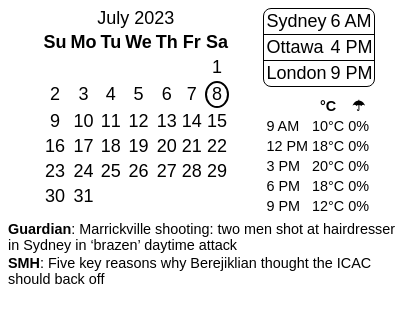 July 2023
Su Mo Tu We Th Fr Sa
1
2 3 4 5 6 7 8
9 10 11 12 13 14 15
16 17 18 19 20 21 22
23 24 25 26 27 28 29
30 31
Sydney 6 AM
Ottawa 4 PM
London 9 PM
°C ☂
9 AM 10°C 0%
12 PM 18°C 0%
3 PM 20°C 0%
6 PM 18°C 0%
9 PM 12°C 0%
Guardian: Marrickville shooting: two men shot at hairdresser
in Sydney in ‘brazen’ daytime attack
SMH: Five key reasons why Berejiklian thought the ICAC
should back off